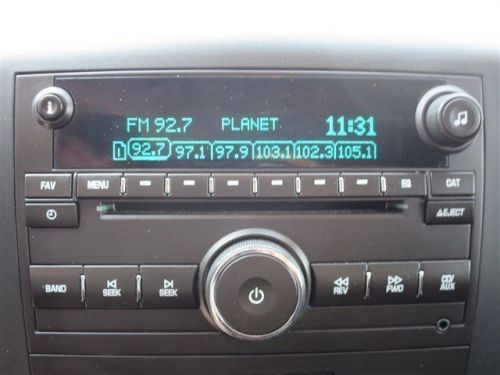 FM 92.7 PLANET 11:31
1 92.7 97.1 97.9 103.1 102.3 105.1
FAV MENU EQ CAT
EJECT
BAND SEEK SEEK REV FWD CD/AUX